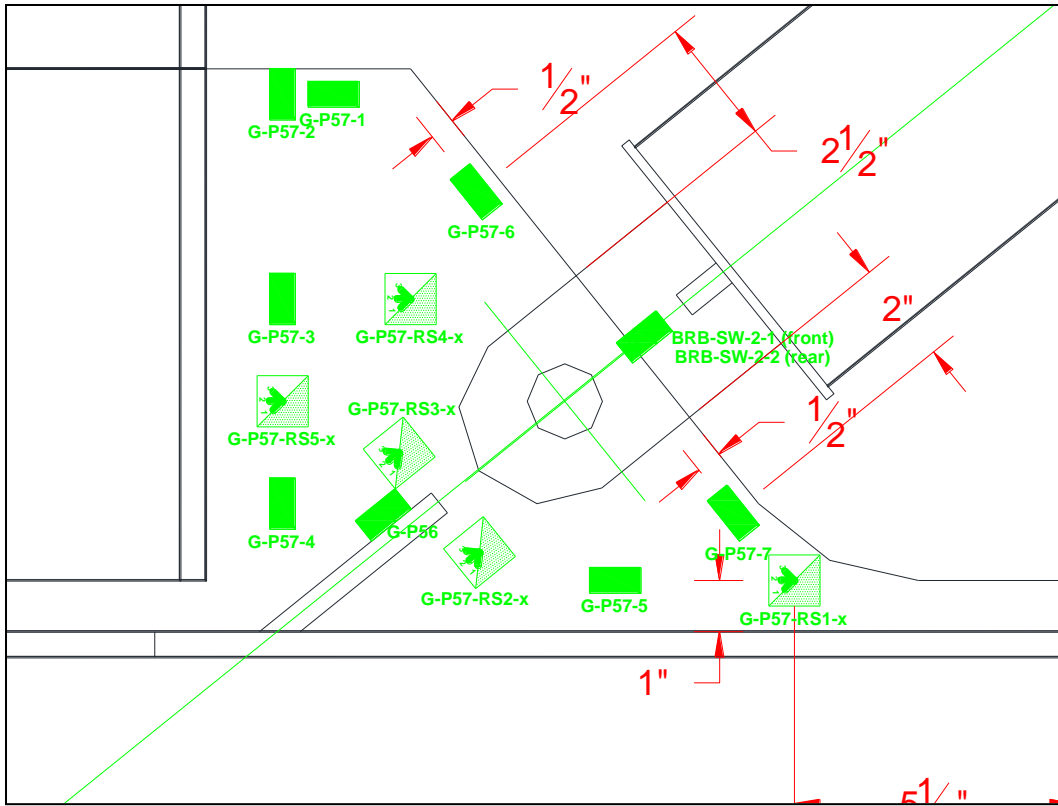 1/2"
G-P57-1
G-P57-2
2 1/2"
G-P57-6
2"
G-P57-3
G-P57-RS4-x
BRB-SW-2-1 (front)
BRB-SW-2-2 (rear)
G-P57-RS3-x
1/2"
G-P57-RS5-x
G-P57-4
G-P56
G-P57-7
G-P57-RS2-x
G-P57-5
G-P57-RS1-x
1"